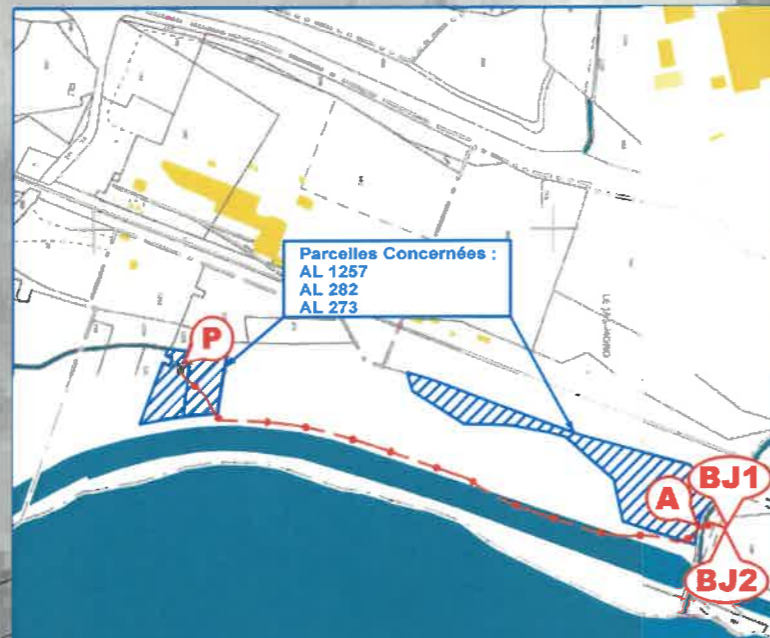 Parcelles Concernées :
AL 1257
AL 282
AL 273
P
A
BJ1
BJ2